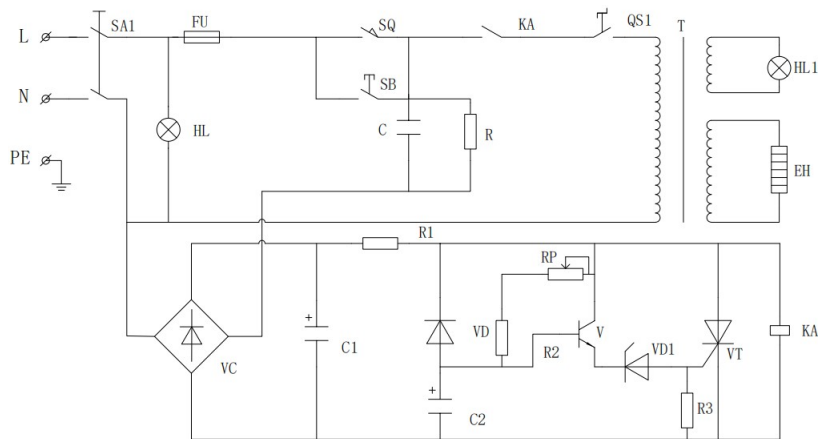 L
SA1
FU
SQ
KA
QS1
T
HL1
N
SB
HL
C
R
PE
EH
R1
RP
VD
V
R2
VD1
VT
KA
VC
C1
C2
R3
+
+